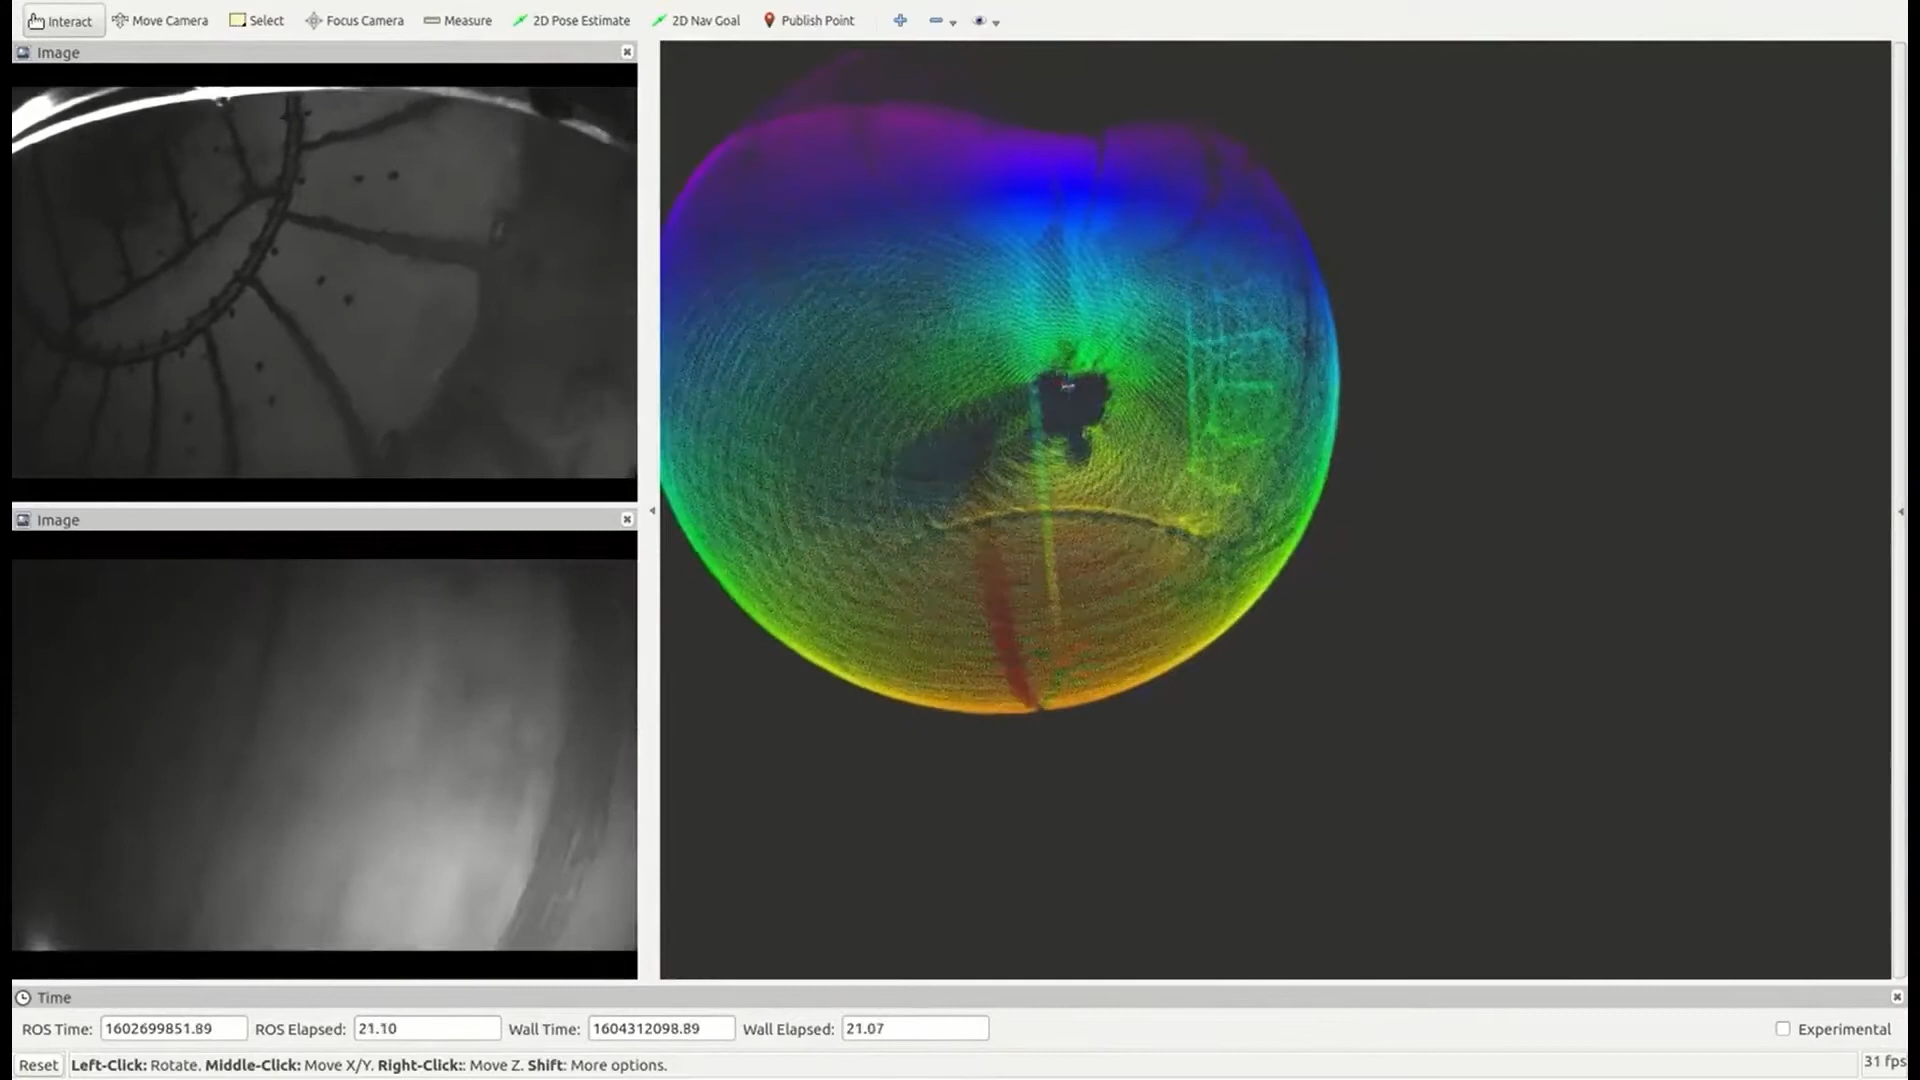 Interact Move Camera Select Focus Camera Measure 2D Pose Estimate 2D Nav Goal Publish Point
Image
Image
Time
ROS Time: 1602699851.89 ROS Elapsed: 21.10 Wall Time: 1604312098.89 Wall Elapsed: 21.07 Experimental
Reset Left-Click: Rotate. Middle-Click: Move X/Y. Right-Click:: Move Z. Shift: More options. 31 fps